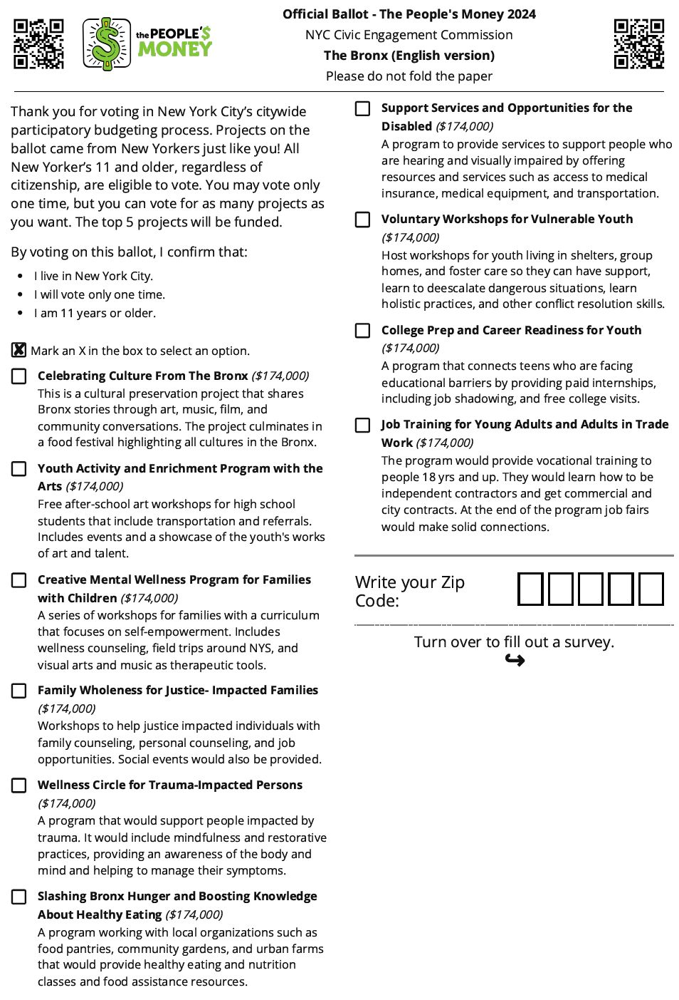 the PEOPLE'$
MONEY
Official Ballot - The People's Money 2024
NYC Civic Engagement Commission
The Bronx (English version)
Please do not fold the paper
Thank you for voting in New York City’s citywide
participatory budgeting process. Projects on the
ballot came from New Yorkers just like you! All
New Yorker’s 11 and older, regardless of
citizenship, are eligible to vote. You may vote only
one time, but you can vote for as many projects as
you want. The top 5 projects will be funded.
By voting on this ballot, I confirm that:
• I live in New York City.
• I will vote only one time.
• I am 11 years or older.
Mark an X in the box to select an option.
Celebrating Culture From The Bronx ($174,000)
This is a cultural preservation project that shares
Bronx stories through art, music, film, and
community conversations. The project culminates in
a food festival highlighting all cultures in the Bronx.
Youth Activity and Enrichment Program with the
Arts ($174,000)
Free after-school art workshops for high school
students that include transportation and referrals.
Includes events and a showcase of the youth's works
of art and talent.
Creative Mental Wellness Program for Families
with Children ($174,000)
A series of workshops for families with a curriculum
that focuses on self-empowerment. Includes
wellness counseling, field trips around NYS, and
visual arts and music as therapeutic tools.
Family Wholeness for Justice- Impacted Families
($174,000)
Workshops to help justice impacted individuals with
family counseling, personal counseling, and job
opportunities. Social events would also be provided.
Wellness Circle for Trauma-Impacted Persons
($174,000)
A program that would support people impacted by
trauma. It would include mindfulness and restorative
practices, providing an awareness of the body and
mind and helping to manage their symptoms.
Slashing Bronx Hunger and Boosting Knowledge
About Healthy Eating ($174,000)
A program working with local organizations such as
food pantries, community gardens, and urban farms
that would provide healthy eating and nutrition
classes and food assistance resources.
Support Services and Opportunities for the
Disabled ($174,000)
A program to provide services to support people who
are hearing and visually impaired by offering
resources and services such as access to medical
insurance, medical equipment, and transportation.
Voluntary Workshops for Vulnerable Youth
($174,000)
Host workshops for youth living in shelters, group
homes, and foster care so they can have support,
learn to deescalate dangerous situations, learn
holistic practices, and other conflict resolution skills.
College Prep and Career Readiness for Youth
($174,000)
A program that connects teens who are facing
educational barriers by providing paid internships,
including job shadowing, and free college visits.
Job Training for Young Adults and Adults in Trade
Work ($174,000)
The program would provide vocational training to
people 18 yrs and up. They would learn how to be
independent contractors and get commercial and
city contracts. At the end of the program job fairs
would make solid connections.
Write your Zip
Code:
Turn over to fill out a survey.